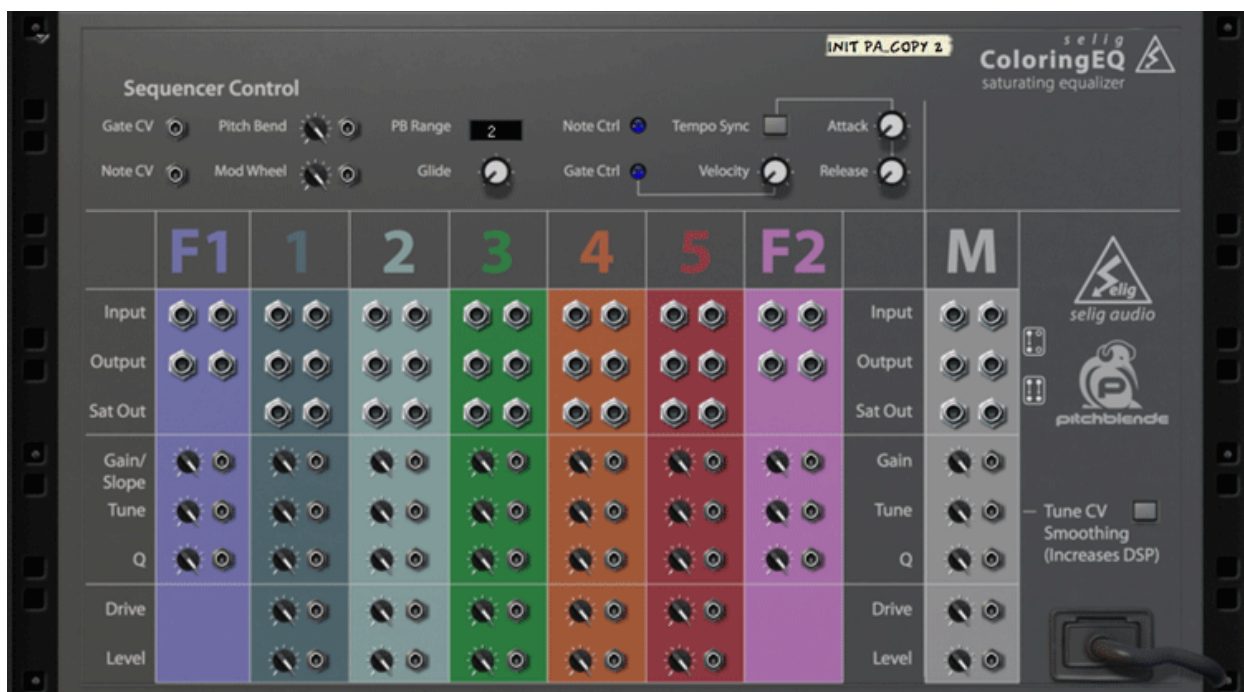 INIT PA_COPY 2
selig
ColoringEQ
saturating equalizer
Sequencer Control
Gate CV Pitch Bend PB Range 2 Note Ctrl Tempo Sync Attack
Note CV Mod Wheel Glide Gate Ctrl Velocity Release
F1 1 2 3 4 5 F2 M
Selig
selig audio
Input Input
Output Output
P
pitchblende
Sat Out Sat Out
Gain/ Gain
Slope
Tune Tune Tune CV
Smoothing
(Increases DSP)
Q Q
Drive Drive
Level Level